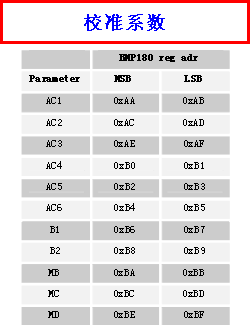 校准系数
BMP180 reg adr
Parameter MSB LSB
AC1 0xAA 0xAB
AC2 0xAC 0xAD
AC3 0xAE 0xAF
AC4 0xB0 0xB1
AC5 0xB2 0xB3
AC6 0xB4 0xB5
B1 0xB6 0xB7
B2 0xB8 0xB9
MB 0xBA 0xBB
MC 0xBC 0xBD
MD 0xBE 0xBF